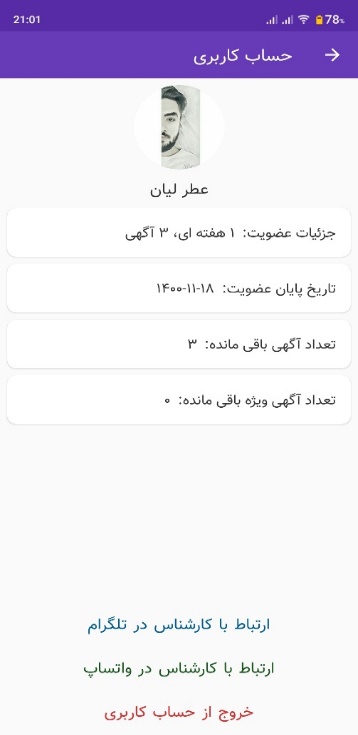 21:01
78%
حساب کاربری
عطر لیان
جزئیات عضویت: ۱ هفته ای، ۳ آگهی
تاریخ پایان عضویت: ۱۴۰۰-۱۱-۱۸
تعداد آگهی باقی مانده: ۳
تعداد آگهی ویژه باقی مانده: ۰
ارتباط با کارشناس در تلگرام
ارتباط با کارشناس در واتساپ
خروج از حساب کاربری